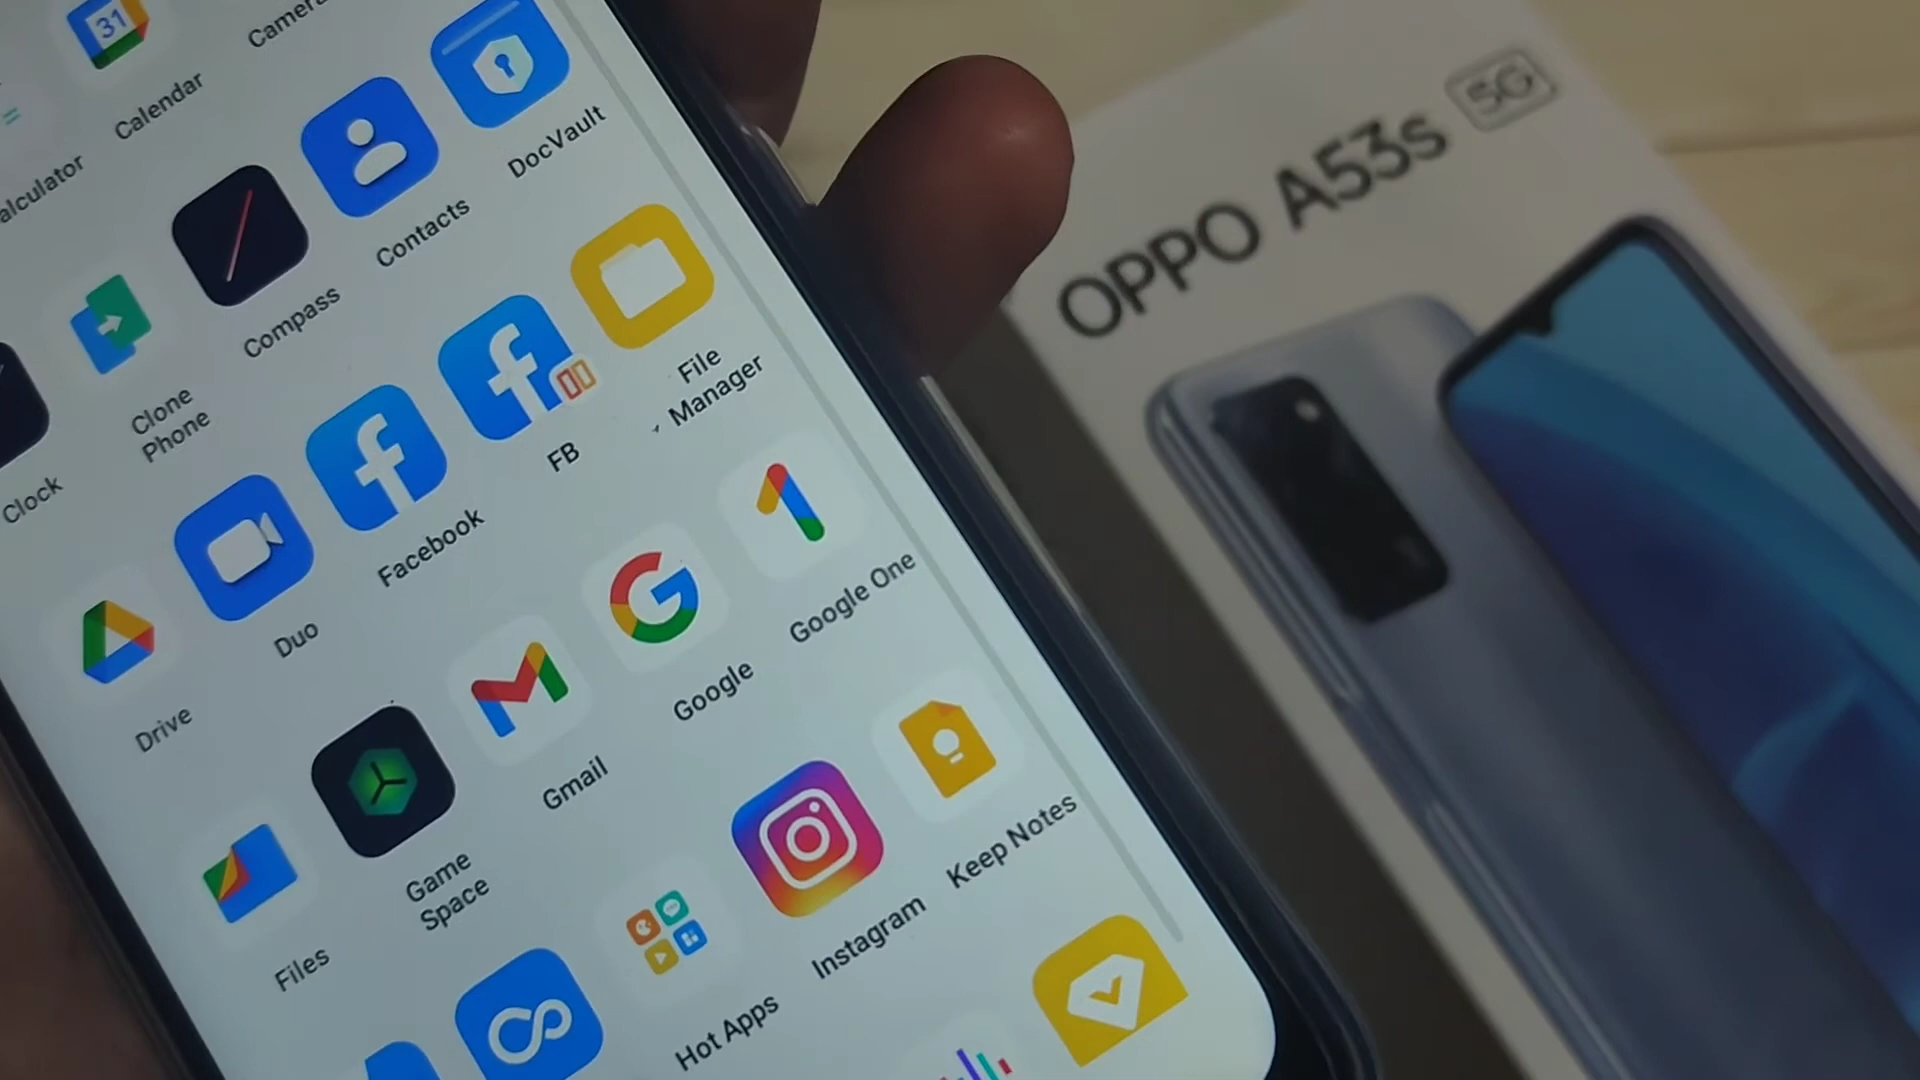 31
Calendar
Camera
alculator
Clock
Clone
Phone
Compass
Contacts
DocVault
Drive
Duo
Facebook
FB
File
Manager
Files
Game
Space
Gmail
Google
Google One
Hot Apps
Instagram
Keep Notes
OPPO A53s 5G